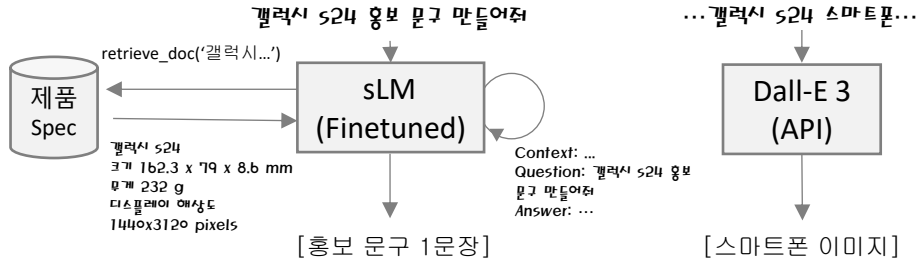 갤럭시 s24 홍보 문구 만들어줘
retrieve_doc('갤럭시...')
제품
Spec
sLM
(Finetuned)
갤럭시 s24
크기 162.3 x 79 x 8.6 mm
무게 232 g
디스플레이 해상도
1440x3120 pixels
Context: ...
Question: 갤럭시 s24 홍보
문구 만들어줘
Answer: ...
[홍보 문구 1문장]
...갤럭시 s24 스마트폰...
Dall-E 3
(API)
[스마트폰 이미지]